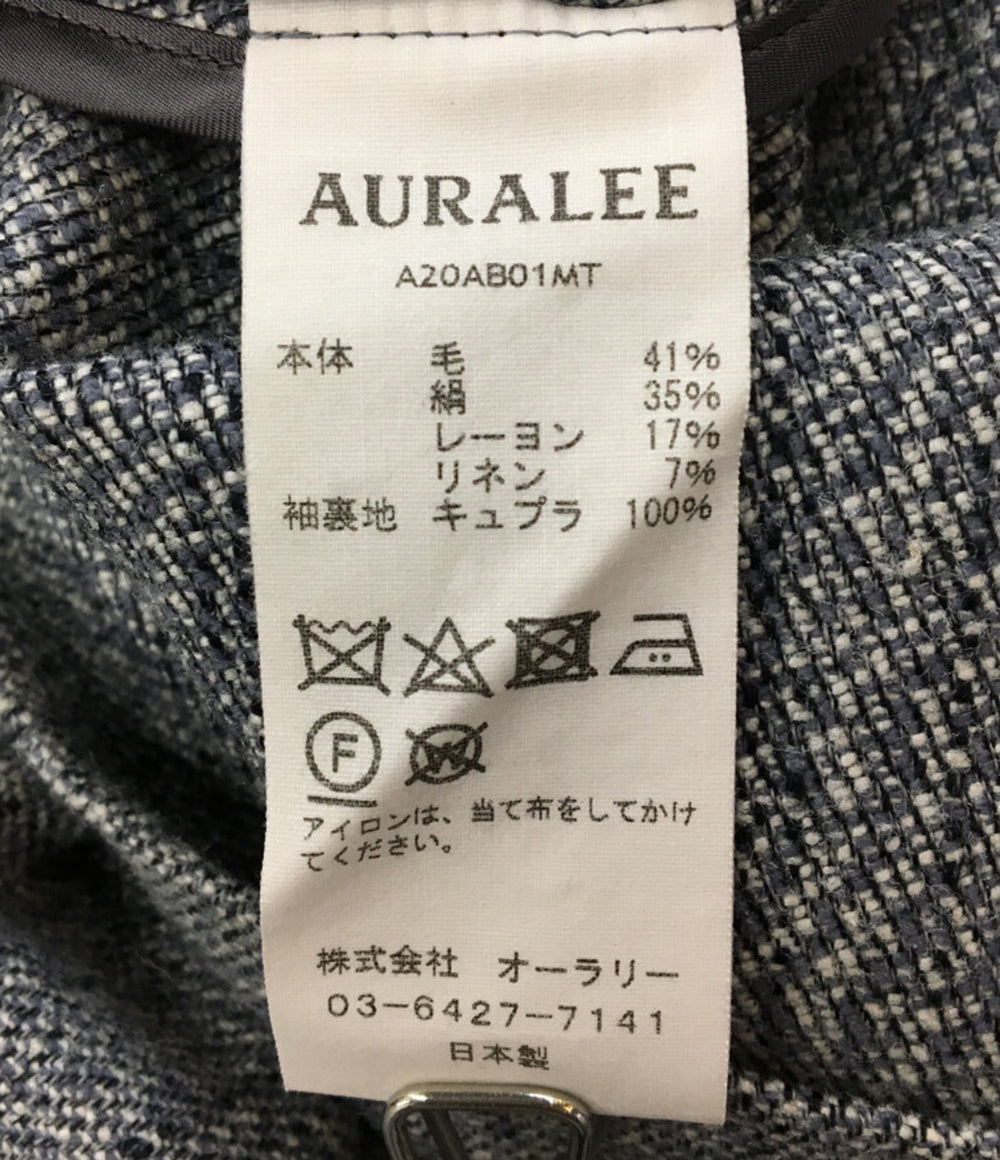 AURALEE
A20AB01MT
本体 毛 41%
絹 35%
レーヨン 17%
リネン 7%
袖裏地 キュプラ 100%
F W
アイロンは、当て布をしてかけ
てください。
株式会社 オーラリー
03-6427-7141
日本製